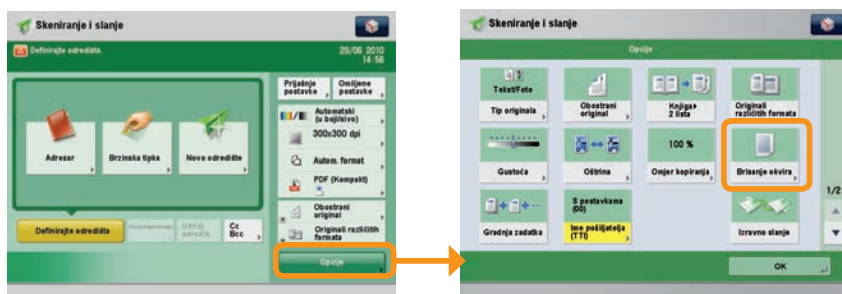 Skeniranje i slanje
Definirajte odredišta.
29/06 2010
14:56
Prijašnje
postavke
Omiljene
postavke
Adresar
Brzinska tipka
Novo odredište
Automatski
(u boji/sivo)
300x300 dpi
Autom. format
PDF (Kompakt)
Obostrani
original
Originali različitih
formata
Definirajte odredišta
Cc
Bcc
Opcije
Skeniranje i slanje
Opcije
Tekst/Foto
Tip originala
Obostrani
original
Knjiga▶
2 lista
Originali
različitih formata
Gustoća
Oštrina
100 %
Omjer kopiranja
Brisanje okvira
1/2
Gradnja zadatka
S postavkama
(00)
Ime pošiljatelja
(TTI)
Izravno slanje
OK